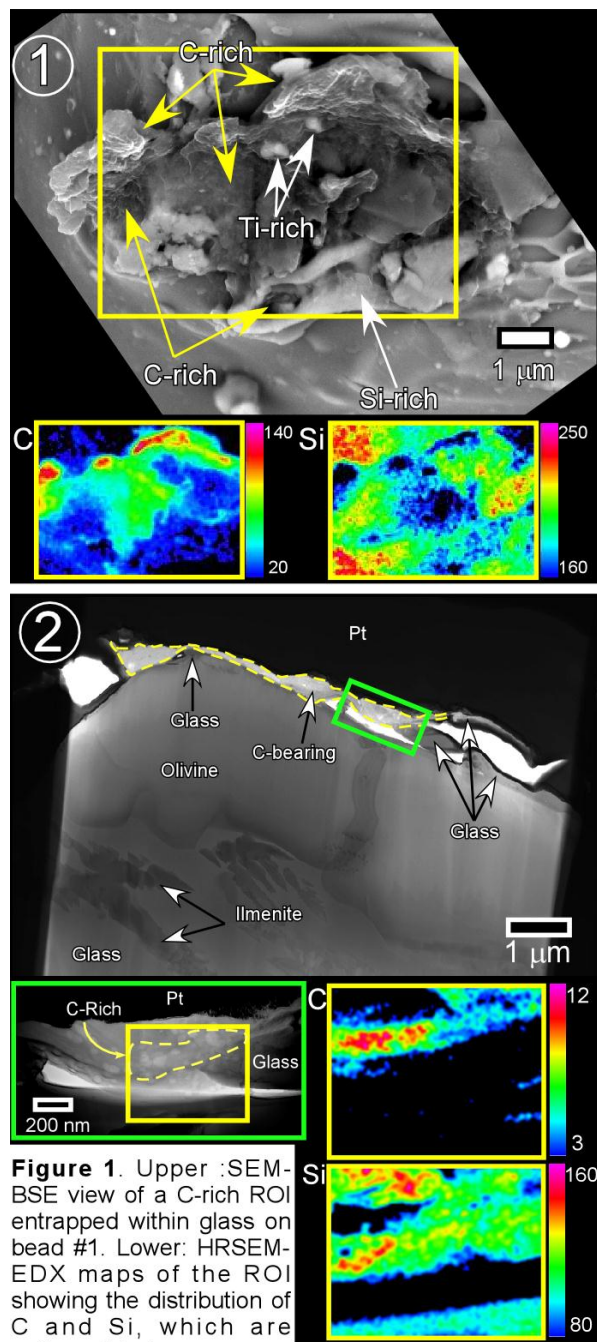 1
C-rich
Ti-rich
C-rich
Si-rich
1 μm
C
140
20
Si
250
160
2
Pt
Glass
C-bearing
Olivine
Glass
Ilmenite
Glass
1 μm
Pt
C-Rich
Glass
200 nm
C
12
3
Si
160
80
Figure 1. Upper :SEM-
BSE view of a C-rich ROI
entrapped within glass on
bead #1. Lower: HRSEM-
EDX maps of the ROI
showing the distribution of
C and Si, which are